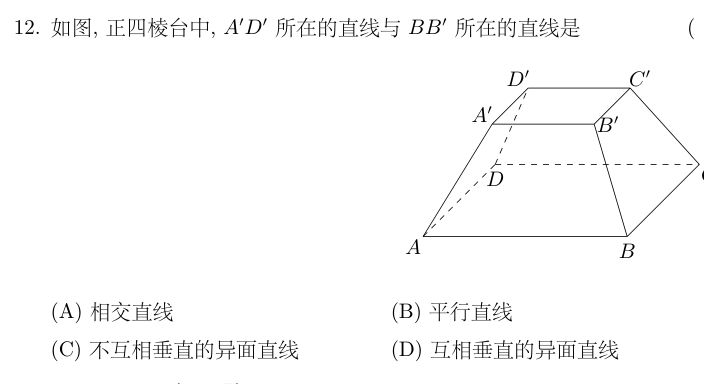 12. 如图, 正四棱台中, A′D′ 所在的直线与 BB′ 所在的直线是 (
D′ C′
A′ B′
D
A B
(A) 相交直线 (B) 平行直线
(C) 不互相垂直的异面直线 (D) 互相垂直的异面直线